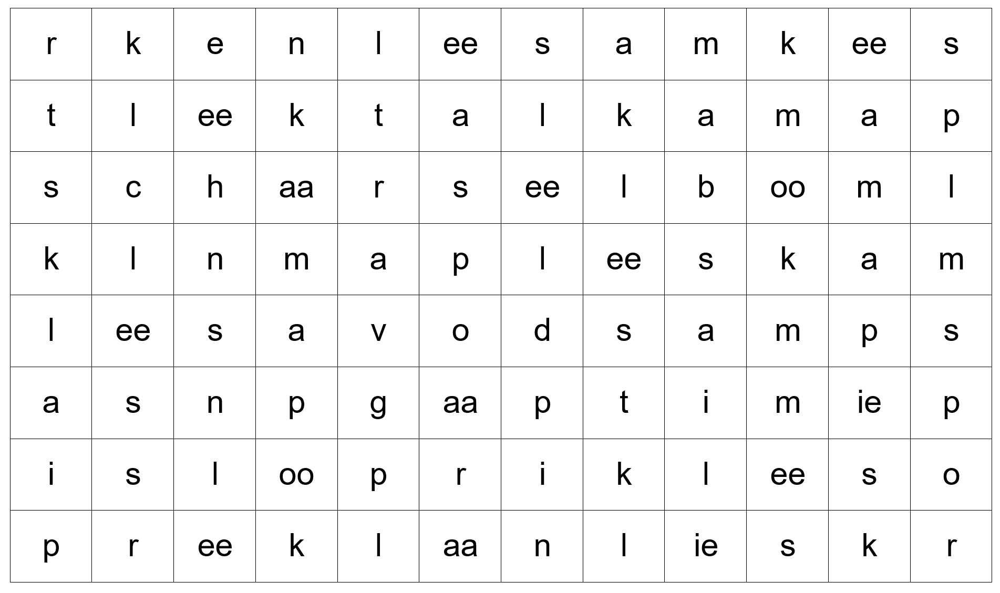 r k e n l ee s a m k ee s
t l ee k t a l k a m a p
s c h aa r s ee l b oo m l
k l n m a p l ee s k a m
l ee s a v o d s a m p s
a s n p g aa p t i m ie p
i s l oo p r i k l ee s o
p r ee k l aa n l ie s k r